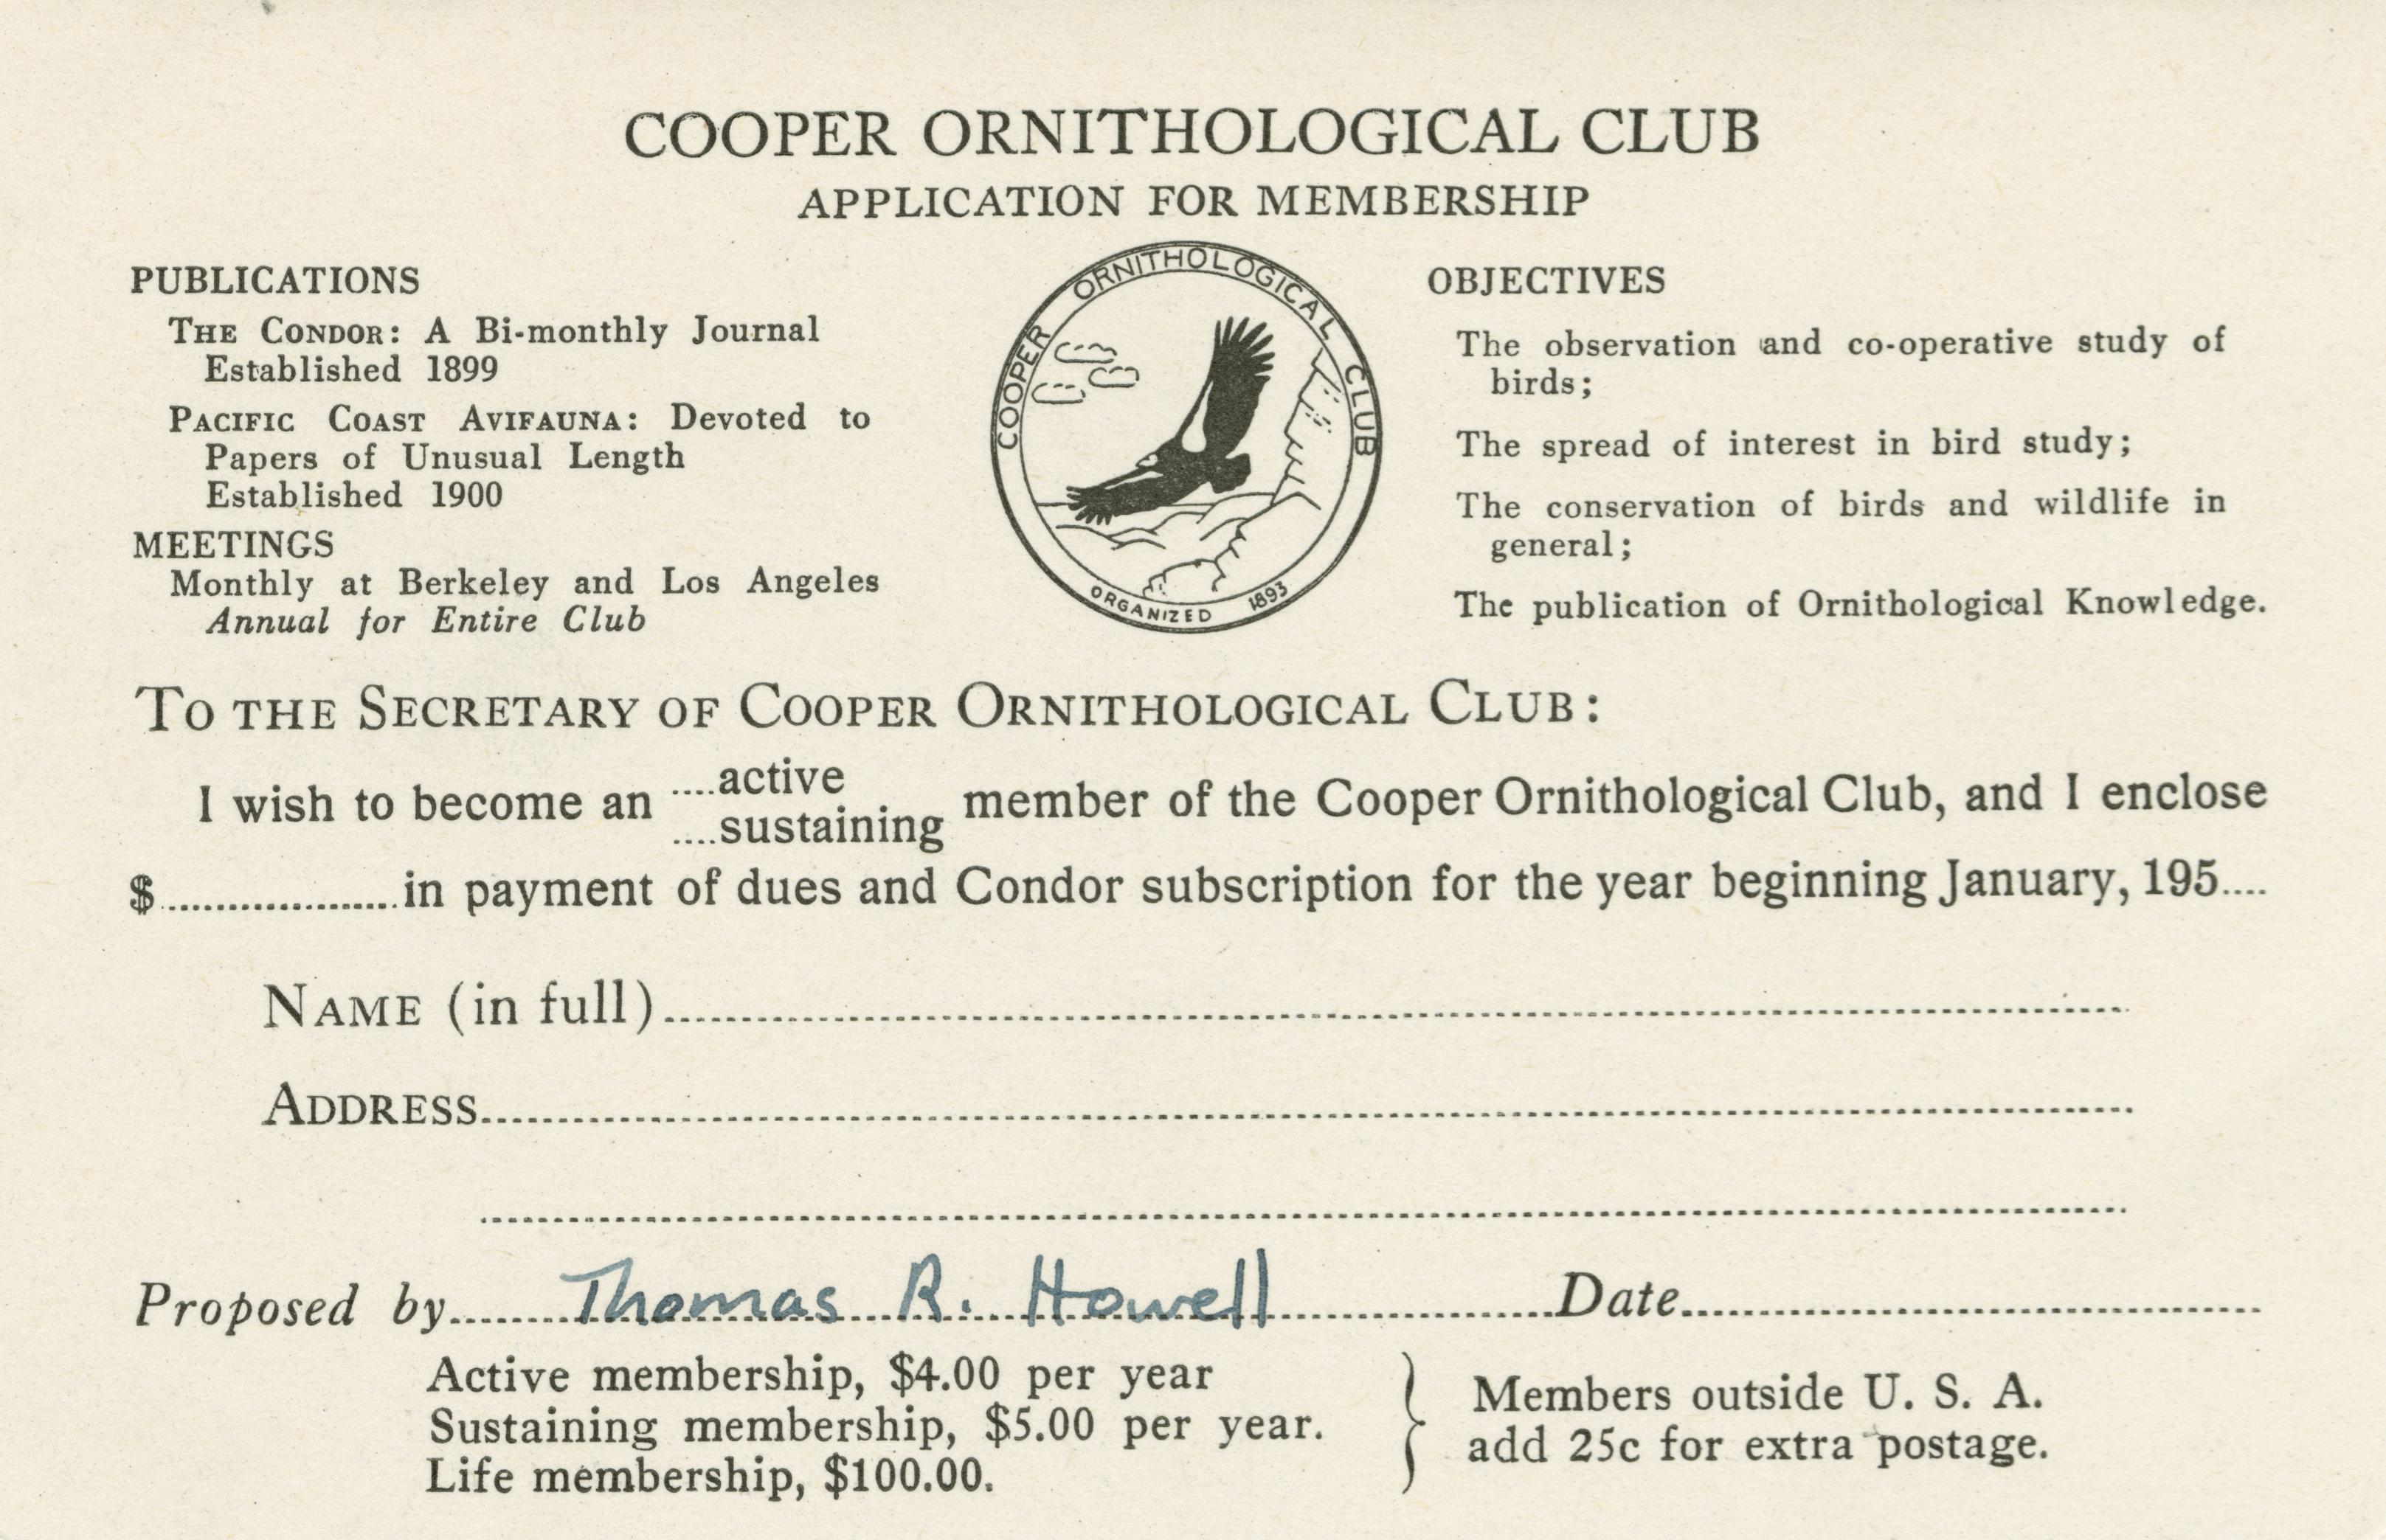 COOPER ORNITHOLOGICAL CLUB
APPLICATION FOR MEMBERSHIP
PUBLICATIONS
THE CONDOR: A Bi-monthly Journal
Established 1899
PACIFIC COAST AVIFAUNA: Devoted to
Papers of Unusual Length
Established 1900
MEETINGS
Monthly at Berkeley and Los Angeles
Annual for Entire Club
COOPER ORNITHOLOGICAL CLUB
ORGANIZED 1893
OBJECTIVES
The observation and co-operative study of
birds;
The spread of interest in bird study;
The conservation of birds and wildlife in
general;
The publication of Ornithological Knowledge.
TO THE SECRETARY OF COOPER ORNITHOLOGICAL CLUB:
I wish to become an ....active
....sustaining member of the Cooper Ornithological Club, and I enclose
$....................in payment of dues and Condor subscription for the year beginning January, 195....
NAME (in full)....................
ADDRESS....................
Proposed by Thomas R. Howell Date....................
Active membership, $4.00 per year
Sustaining membership, $5.00 per year.
Life membership, $100.00.
} Members outside U. S. A.
add 25c for extra postage.